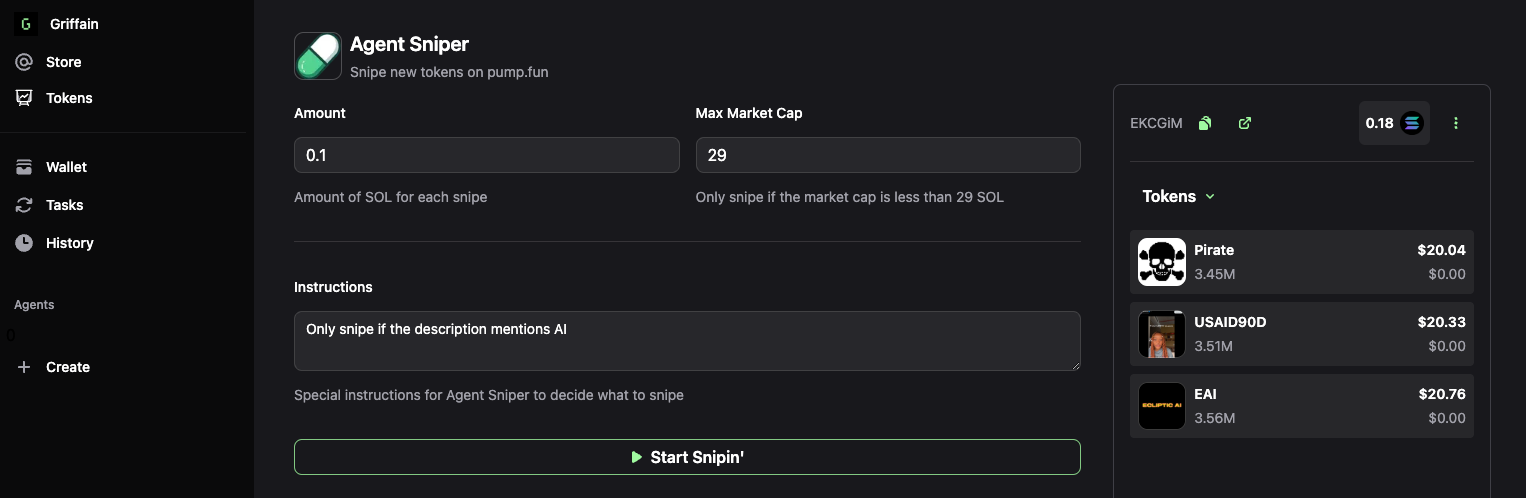 G Griffain
Store
Tokens
Wallet
Tasks
History
Agents
0
Create
Agent Sniper
Snipe new tokens on pump.fun
Amount
Max Market Cap
0.1
29
Amount of SOL for each snipe
Only snipe if the market cap is less than 29 SOL
Instructions
Only snipe if the description mentions AI
Special instructions for Agent Sniper to decide what to snipe
Start Snipin'
EKCGiM
0.18
Tokens
Pirate $20.04
3.45M $0.00
USAID90D $20.33
3.51M $0.00
ECLIPTIC AI
EAI $20.76
3.56M $0.00